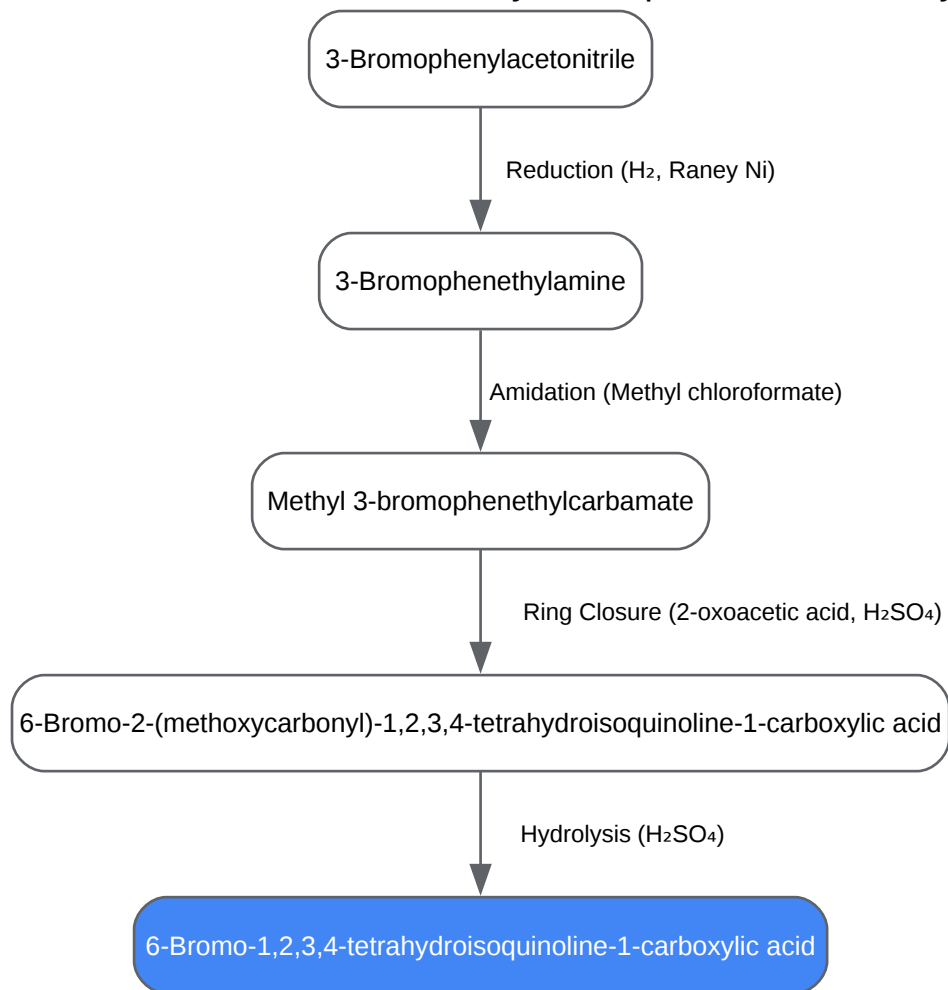 3-Bromophenylacetonitrile
Reduction (H₂, Raney Ni)
3-Bromophenethylamine
Amidation (Methyl chloroformate)
Methyl 3-bromophenethylcarbamate
Ring Closure (2-oxoacetic acid, H₂SO₄)
6-Bromo-2-(methoxycarbonyl)-1,2,3,4-tetrahydroisoquinoline-1-carboxylic acid
Hydrolysis (H₂SO₄)
6-Bromo-1,2,3,4-tetrahydroisoquinoline-1-carboxylic acid